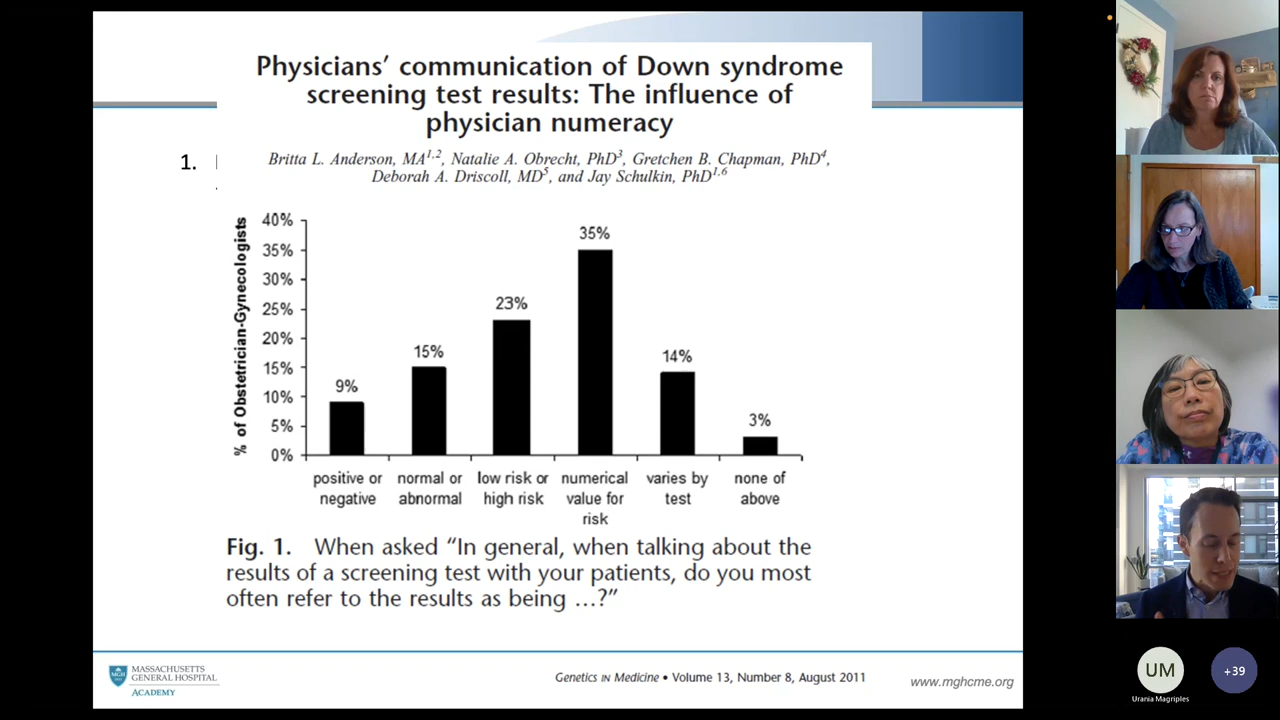 Physicians' communication of Down syndrome
screening test results: The influence of
physician numeracy
Britta L. Anderson, MA1,2, Natalie A. Obrecht, PhD3, Gretchen B. Chapman, PhD4,
Deborah A. Driscoll, MD5, and Jay Schulkin, PhD1,6
1.
% of Obstetrician-Gynecologists
40%
35%
30%
25%
20%
15%
10%
5%
0%
9%
15%
23%
35%
14%
3%
positive or
negative
normal or
abnormal
low risk or
high risk
numerical
value for
risk
varies by
test
none of
above
Fig. 1. When asked “In general, when talking about the
results of a screening test with your patients, do you most
often refer to the results as being …?”
MGH
MASSACHUSETTS
GENERAL HOSPITAL
ACADEMY
Genetics in Medicine • Volume 13, Number 8, August 2011
www.mghcme.org
UM
Urania Magriples
+39